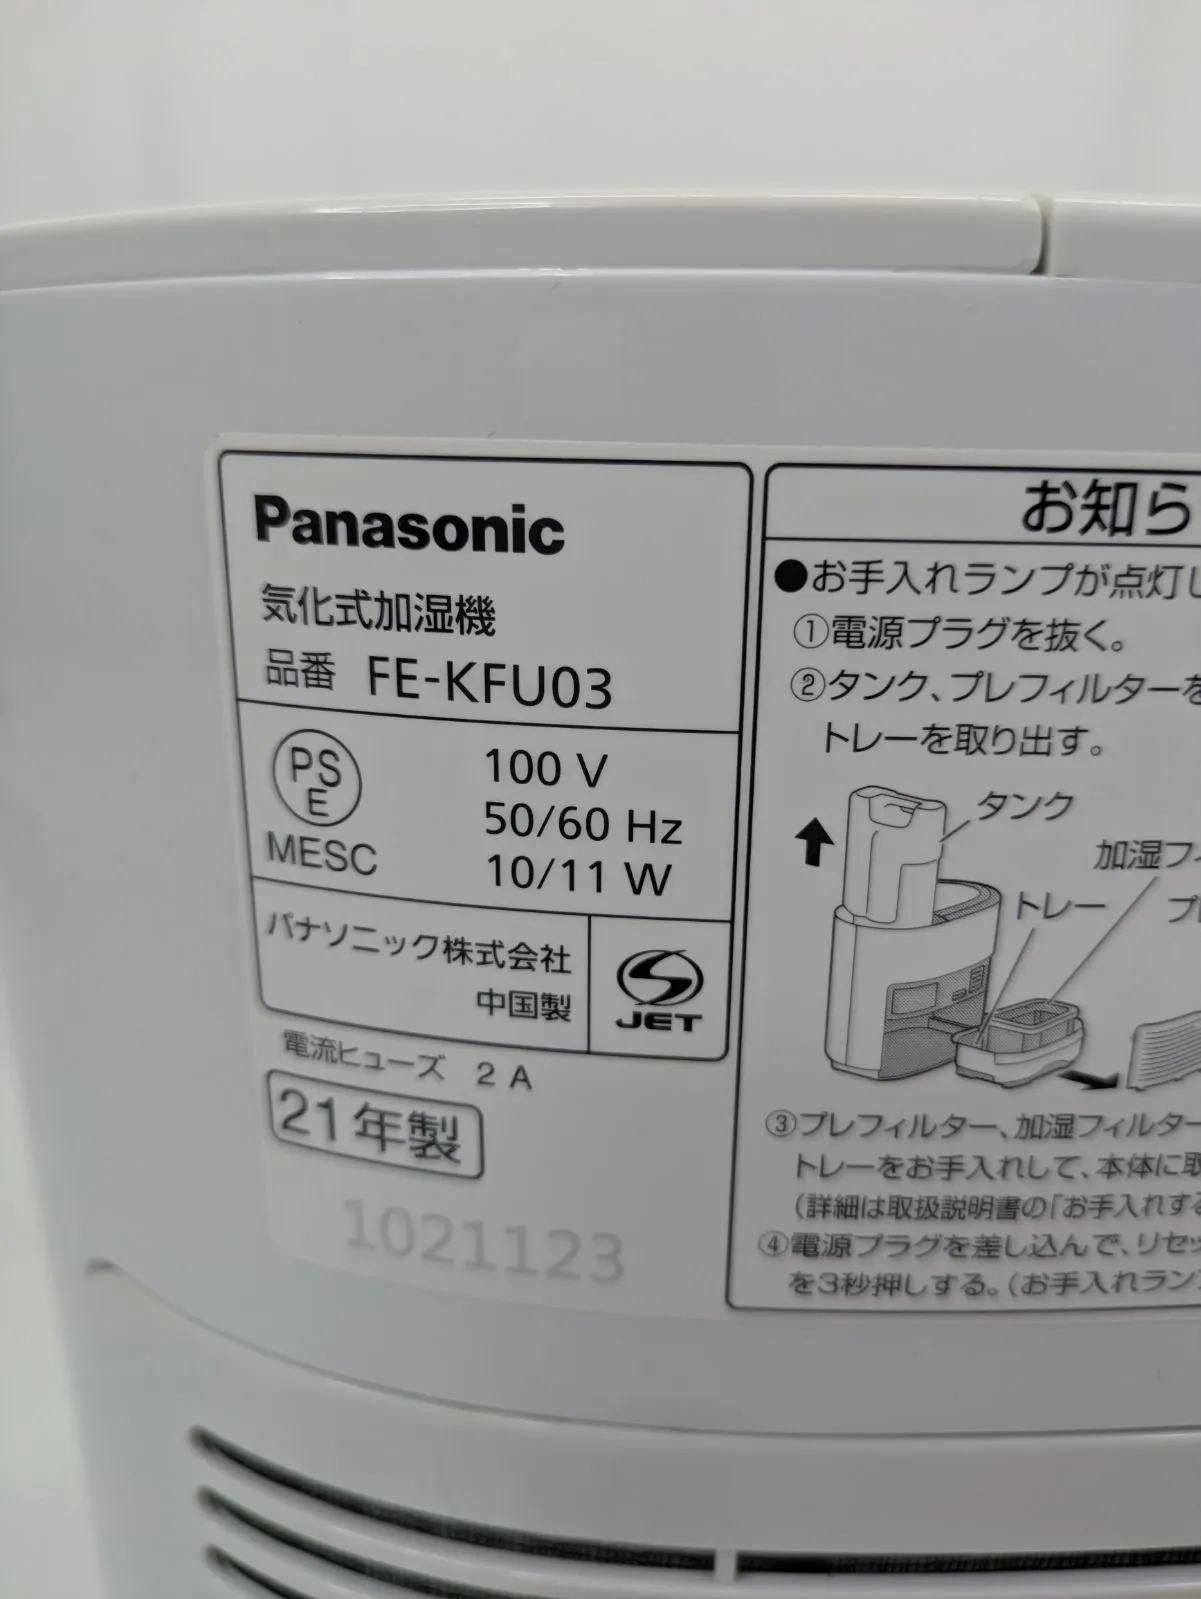 Panasonic
気化式加湿機
品番 FE-KFU03
PS
E
MESC
100 V
50/60 Hz
10/11 W
パナソニック株式会社
中国製
JET
電流ヒューズ 2 A
21年製
1021123
お知ら
●お手入れランプが点灯し
①電源プラグを抜く。
②タンク、プレフィルターを
トレーを取り出す。
タンク
加湿フィ
トレー
プ
③プレフィルター、加湿フィルター
トレーをお手入れして、本体に取
(詳細は取扱説明書の「お手入れする
④電源プラグを差し込んで、リセッ
を3秒押しする。(お手入れラン